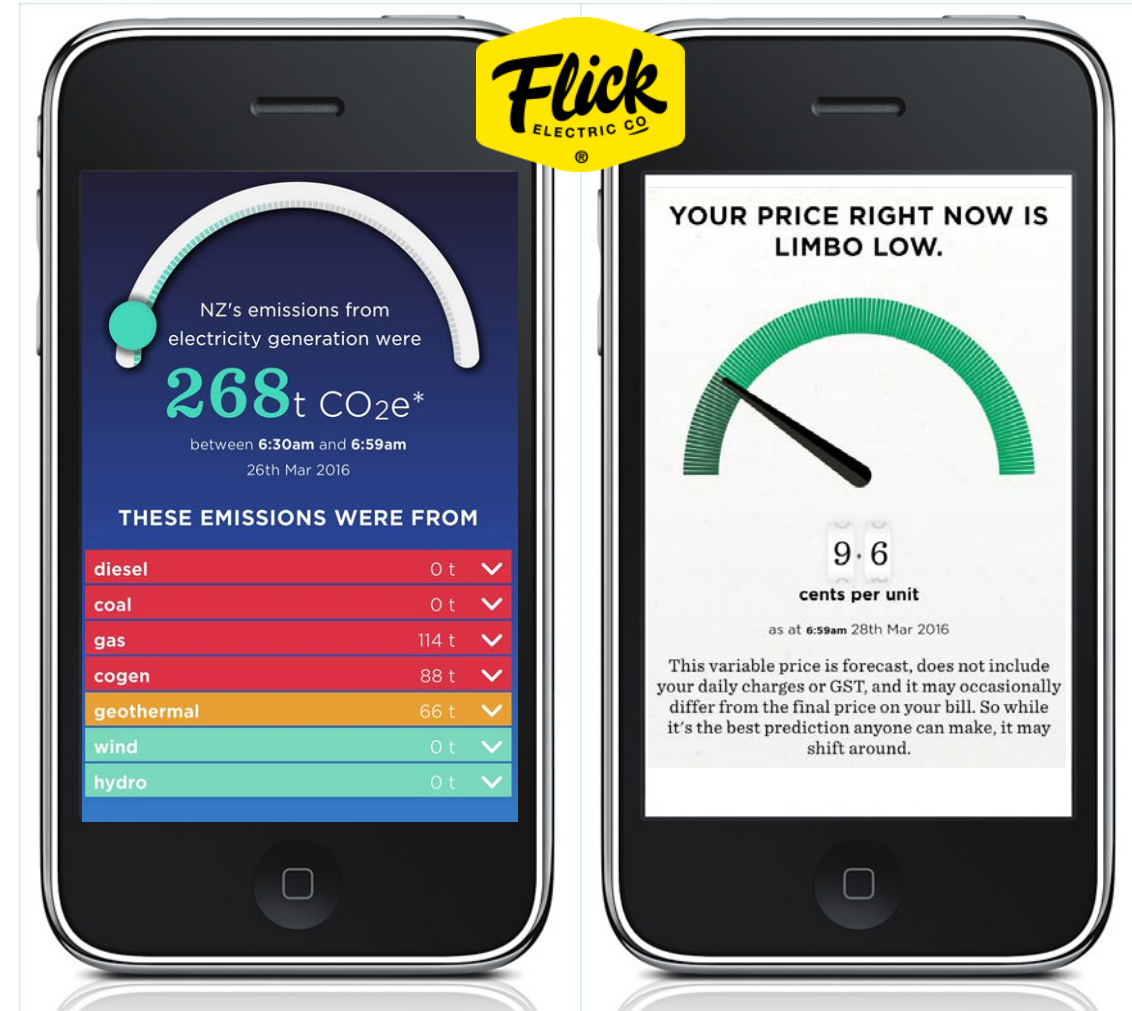 Flick
ELECTRIC CO
®
NZ's emissions from
electricity generation were
268t CO₂e*
between 6:30am and 6:59am
26th Mar 2016
THESE EMISSIONS WERE FROM
diesel 0 t
coal 0 t
gas 114 t
cogen 88 t
geothermal 66 t
wind 0 t
hydro 0 t
YOUR PRICE RIGHT NOW IS
LIMBO LOW.
9.6
cents per unit
as at 6:59am 28th Mar 2016
This variable price is forecast, does not include
your daily charges or GST, and it may occasionally
differ from the final price on your bill. So while
it's the best prediction anyone can make, it may
shift around.